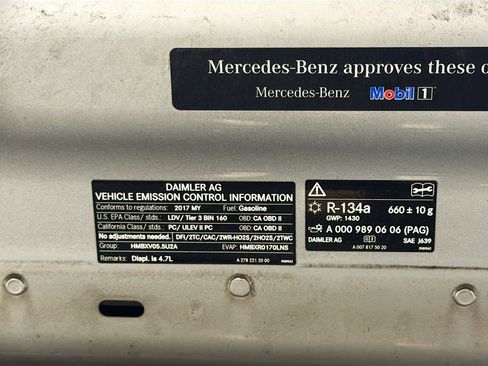 Mercedes-Benz approves these o
Mercedes-Benz Mobil 1
DAIMLER AG
VEHICLE EMISSION CONTROL INFORMATION
Conforms to regulations: 2017 MY Fuel: Gasoline
U.S. EPA Class/ stds.: LDV/ Tier 3 BIN 160 OBD: CA OBD II
California Class/ stds.: PC/ ULEV II PC OBD: CA OBD II
No adjustments needed. DFI/2TC/CAC/2WR-HO2S/2HO2S/2TWC
Group: HMBXV05.5U2A EVAP: HMBXR0170LNS
Remarks: Displ. is 4.7L A 278 221 20 00
R-134a 660 ± 10 g
GWP: 1430
A 000 989 06 06 (PAG)
DAIMLER AG A 007 817 50 20 SAE J639